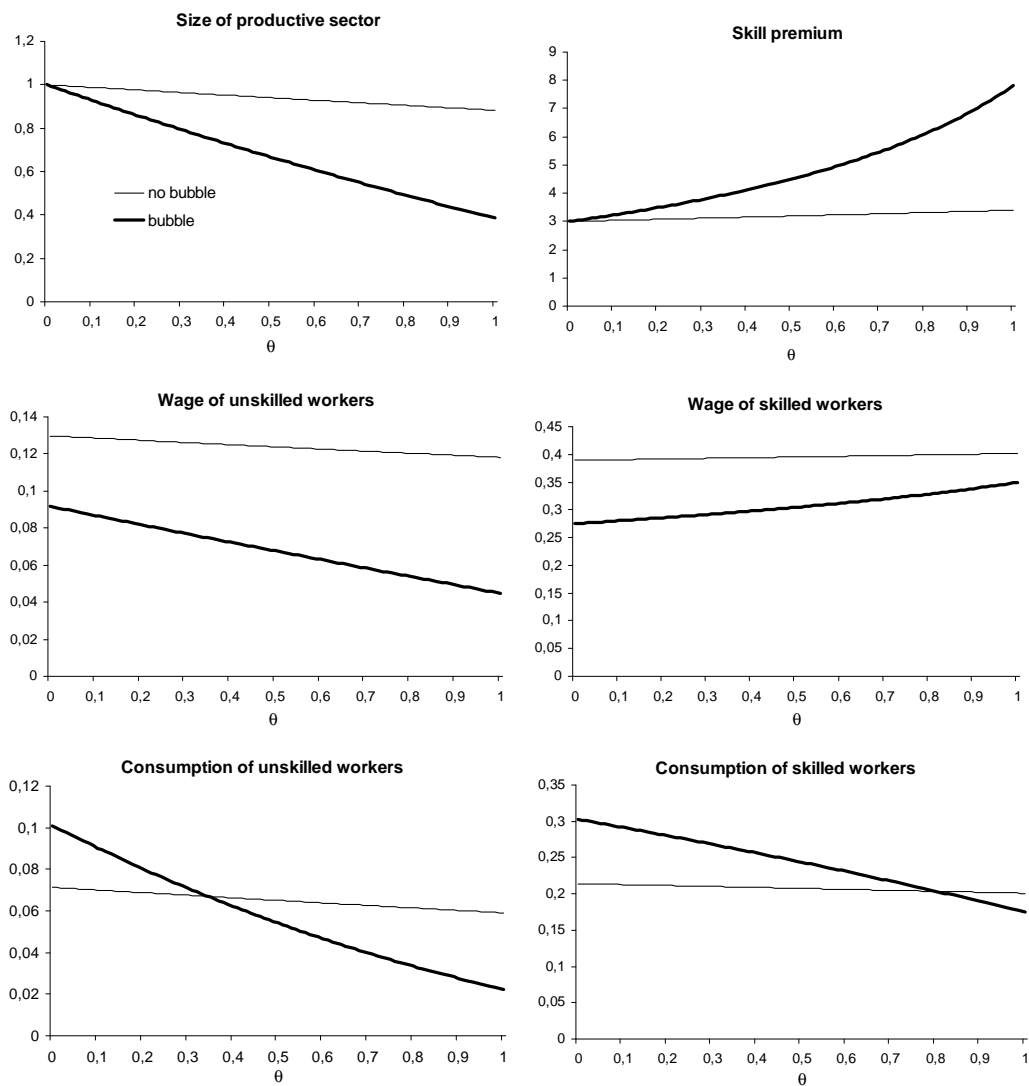 Size of productive sector
1,2
1
0,8
0,6
0,4
0,2
0
no bubble
bubble
0 0,1 0,2 0,3 0,4 0,5 0,6 0,7 0,8 0,9 1
θ
Skill premium
9
8
7
6
5
4
3
2
1
0
0 0,1 0,2 0,3 0,4 0,5 0,6 0,7 0,8 0,9 1
θ
Wage of unskilled workers
0,14
0,12
0,1
0,08
0,06
0,04
0,02
0
0 0,1 0,2 0,3 0,4 0,5 0,6 0,7 0,8 0,9 1
θ
Wage of skilled workers
0,45
0,4
0,35
0,3
0,25
0,2
0,15
0,1
0,05
0
0 0,1 0,2 0,3 0,4 0,5 0,6 0,7 0,8 0,9 1
θ
Consumption of unskilled workers
0,12
0,1
0,08
0,06
0,04
0,02
0
0 0,1 0,2 0,3 0,4 0,5 0,6 0,7 0,8 0,9 1
θ
Consumption of skilled workers
0,35
0,3
0,25
0,2
0,15
0,1
0,05
0
0 0,1 0,2 0,3 0,4 0,5 0,6 0,7 0,8 0,9 1
θ